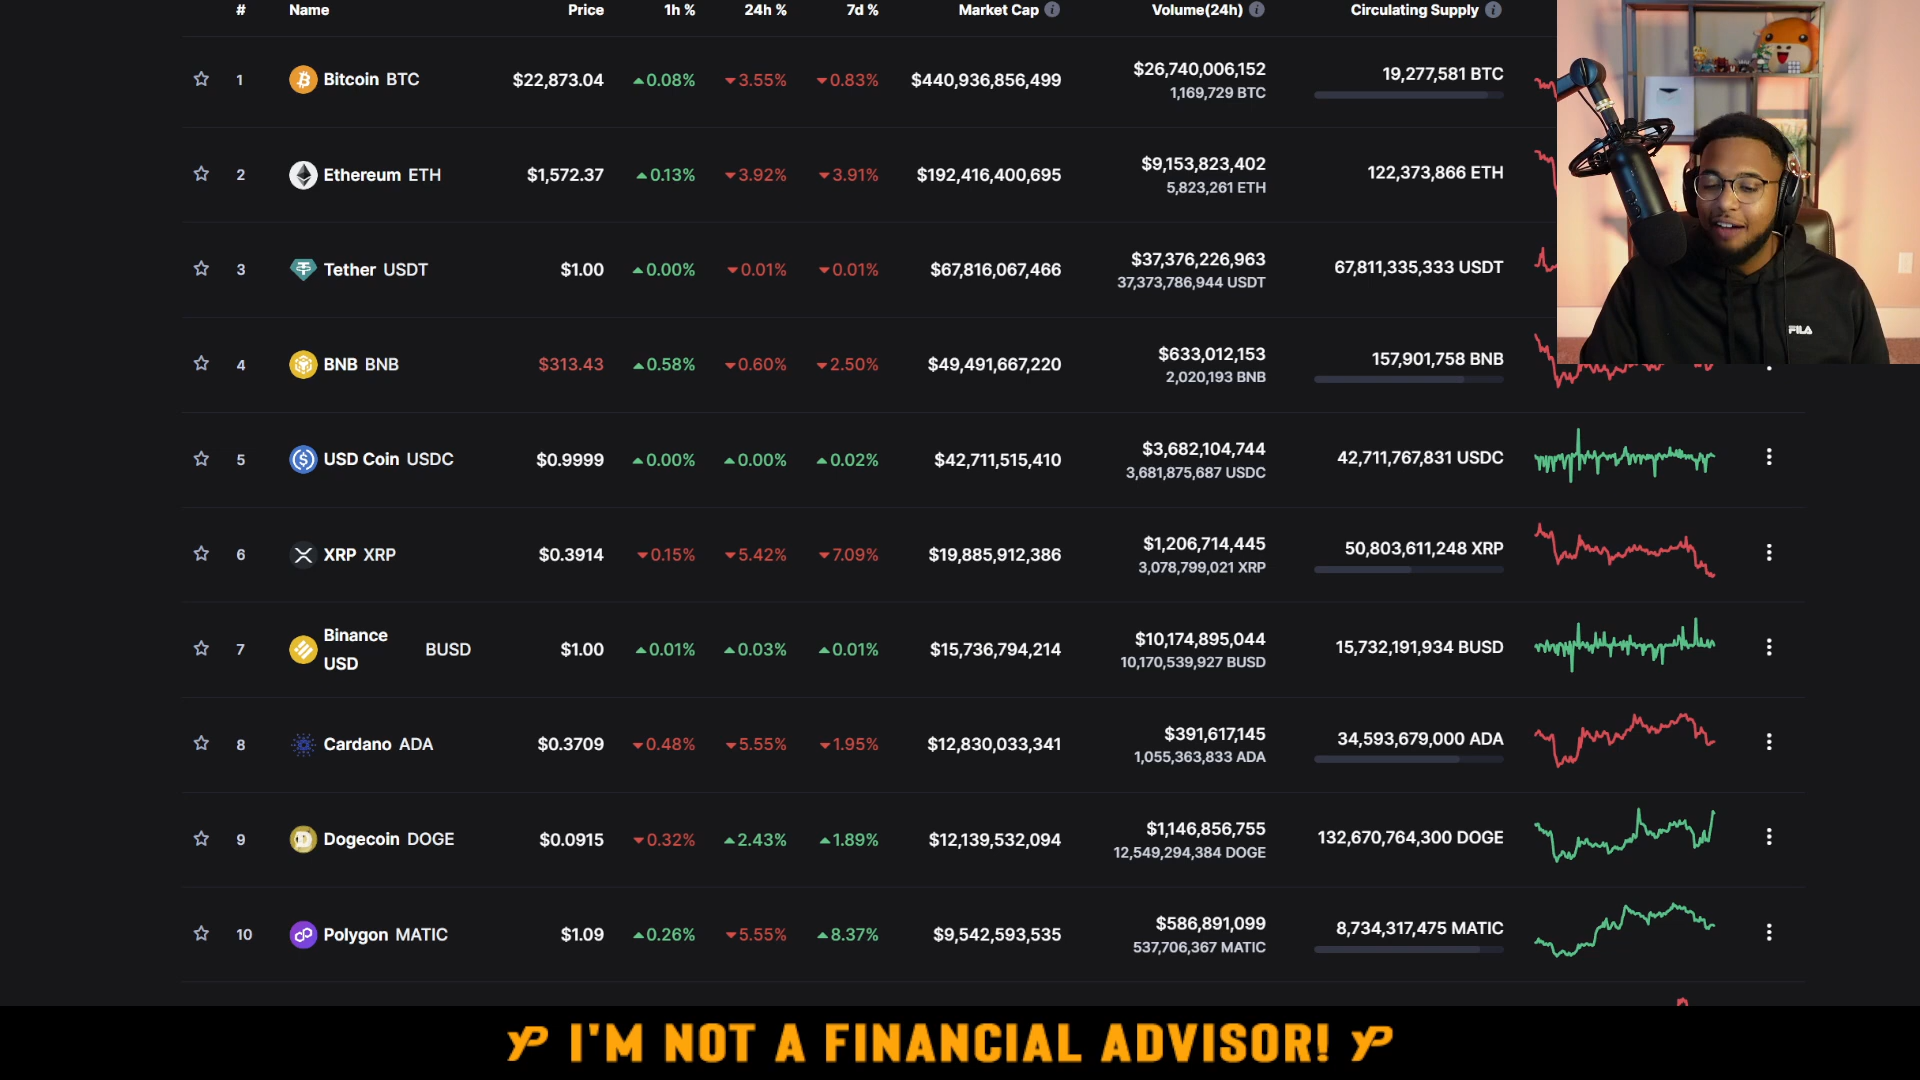 # Name Price 1h % 24h % 7d % Market Cap Volume(24h) Circulating Supply
1 Bitcoin BTC $22,873.04 0.08% 3.55% 0.83% $440,936,856,499 $26,740,006,152 19,277,581 BTC
1,169,729 BTC
2 Ethereum ETH $1,572.37 0.13% 3.92% 3.91% $192,416,400,695 $9,153,823,402 122,373,866 ETH
5,823,261 ETH
3 Tether USDT $1.00 0.00% 0.01% 0.01% $67,816,067,466 $37,376,226,963 67,811,335,333 USDT
37,373,786,944 USDT
4 BNB BNB $313.43 0.58% 0.60% 2.50% $49,491,667,220 $633,012,153 157,901,758 BNB
2,020,193 BNB
5 USD Coin USDC $0.9999 0.00% 0.00% 0.02% $42,711,515,410 $3,682,104,744 42,711,767,831 USDC
3,681,875,687 USDC
6 XRP XRP $0.3914 0.15% 5.42% 7.09% $19,885,912,386 $1,206,714,445 50,803,611,248 XRP
3,078,799,021 XRP
7 Binance USD BUSD $1.00 0.01% 0.03% 0.01% $15,736,794,214 $10,174,895,044 15,732,191,934 BUSD
10,170,539,927 BUSD
8 Cardano ADA $0.3709 0.48% 5.55% 1.95% $12,830,033,341 $391,617,145 34,593,679,000 ADA
1,055,363,833 ADA
9 Dogecoin DOGE $0.0915 0.32% 2.43% 1.89% $12,139,532,094 $1,146,856,755 132,670,764,300 DOGE
12,549,294,384 DOGE
10 Polygon MATIC $1.09 0.26% 5.55% 8.37% $9,542,593,535 $586,891,099 8,734,317,475 MATIC
537,706,367 MATIC
FILA
YP I'M NOT A FINANCIAL ADVISOR! YP